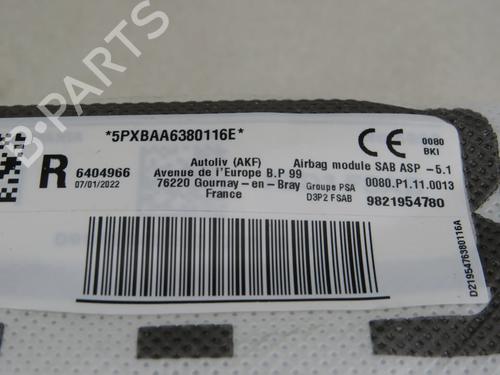 *5PXBAA6380116E*
R
6404966
07/01/2022
Autoliv (AKF)
Avenue de l'Europe B.P 99
76220 Gournay-en-Bray
France
CE
0080
BKI
Airbag module SAB ASP -5.1
Groupe PSA
D3P2 FSAB
0080.P1.11.0013
9821954780
D2195476380116A
B-PARTS